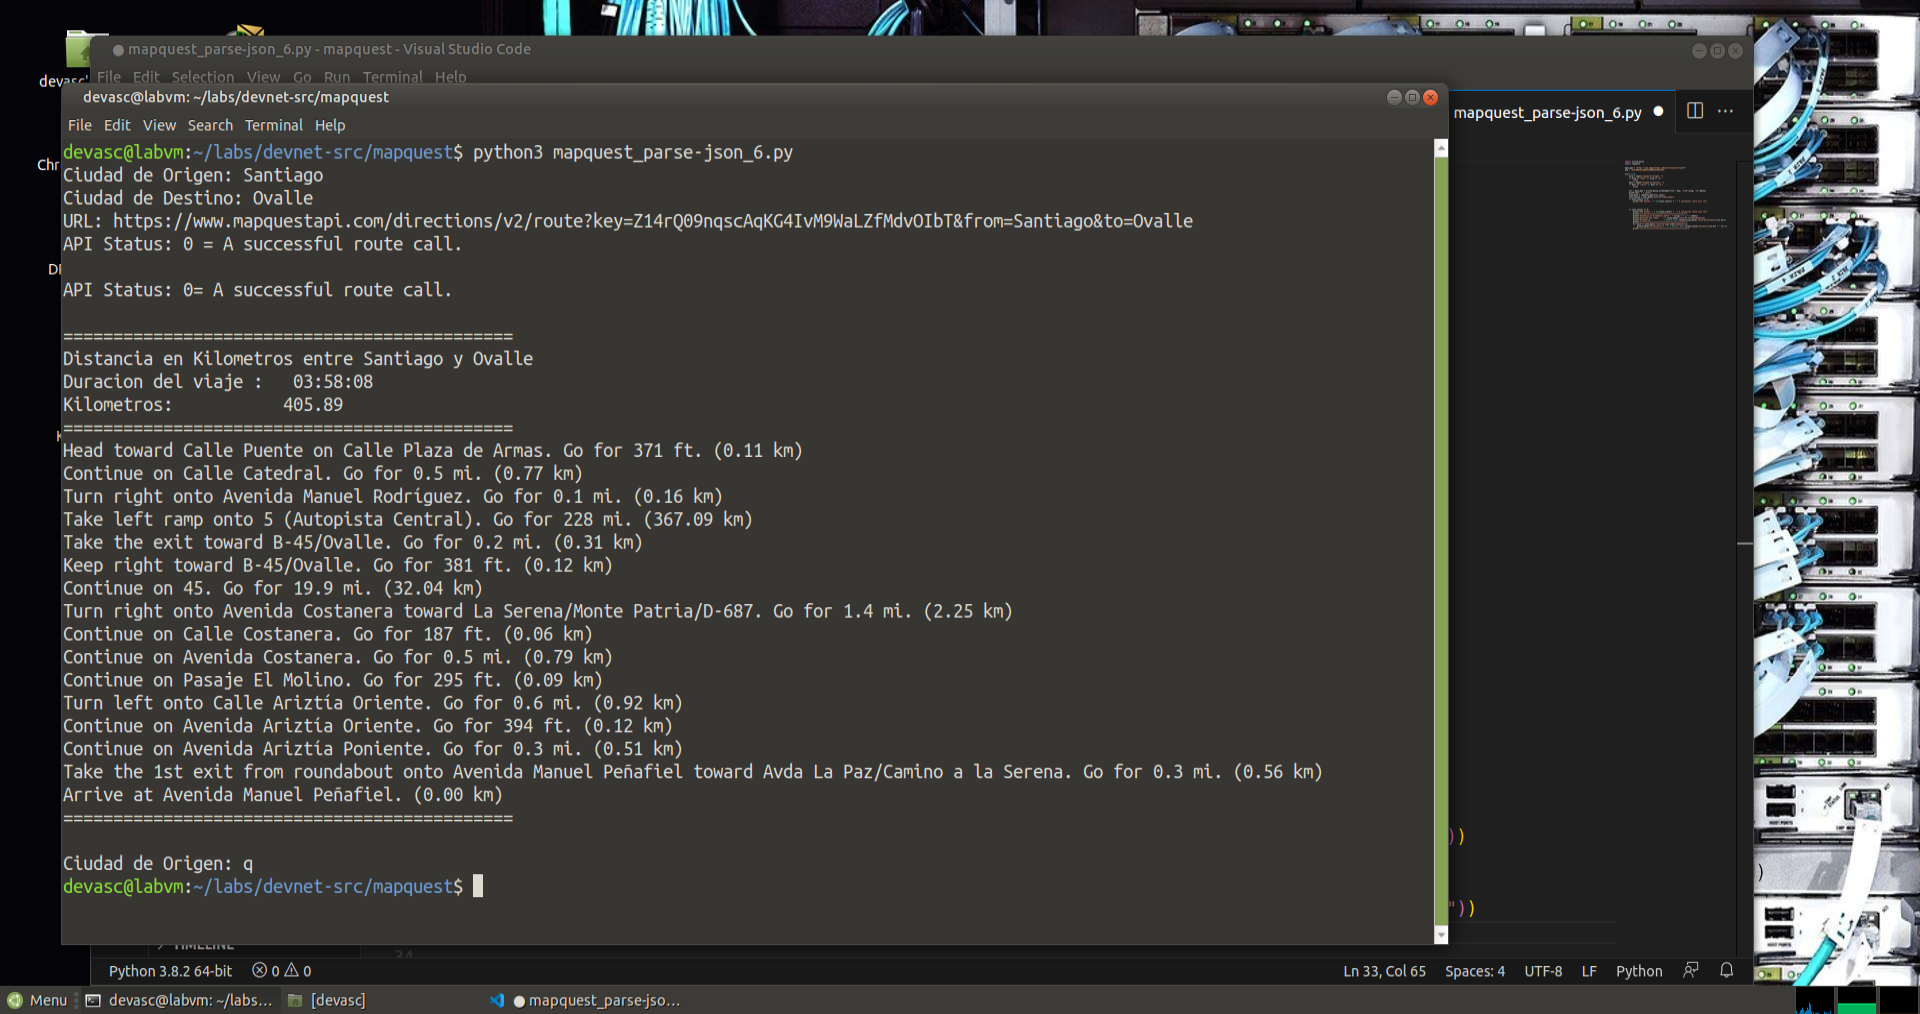 mapquest_parse-json_6.py - mapquest - Visual Studio Code
File Edit Selection View Go Run Terminal Help
devasc@labvm: ~/labs/devnet-src/mapquest
File Edit View Search Terminal Help
mapquest_parse-json_6.py
devasc@labvm:~/labs/devnet-src/mapquest$ python3 mapquest_parse-json_6.py
Ciudad de Origen: Santiago
Ciudad de Destino: Ovalle
URL: https://www.mapquestapi.com/directions/v2/route?key=Z14rQ09nqscAqKG4IvM9WaLZfMdvOIbT&from=Santiago&to=Ovalle
API Status: 0 = A successful route call.
API Status: 0= A successful route call.
=============================================
Distancia en Kilometros entre Santiago y Ovalle
Duracion del viaje :   03:58:08
Kilometros:           405.89
=============================================
Head toward Calle Puente on Calle Plaza de Armas. Go for 371 ft. (0.11 km)
Continue on Calle Catedral. Go for 0.5 mi. (0.77 km)
Turn right onto Avenida Manuel Rodríguez. Go for 0.1 mi. (0.16 km)
Take left ramp onto 5 (Autopista Central). Go for 228 mi. (367.09 km)
Take the exit toward B-45/Ovalle. Go for 0.2 mi. (0.31 km)
Keep right toward B-45/Ovalle. Go for 381 ft. (0.12 km)
Continue on 45. Go for 19.9 mi. (32.04 km)
Turn right onto Avenida Costanera toward La Serena/Monte Patria/D-687. Go for 1.4 mi. (2.25 km)
Continue on Calle Costanera. Go for 187 ft. (0.06 km)
Continue on Avenida Costanera. Go for 0.5 mi. (0.79 km)
Continue on Pasaje El Molino. Go for 295 ft. (0.09 km)
Turn left onto Calle Ariztía Oriente. Go for 0.6 mi. (0.92 km)
Continue on Avenida Ariztía Oriente. Go for 394 ft. (0.12 km)
Continue on Avenida Ariztía Poniente. Go for 0.3 mi. (0.51 km)
Take the 1st exit from roundabout onto Avenida Manuel Peñafiel toward Avda La Paz/Camino a la Serena. Go for 0.3 mi. (0.56 km)
Arrive at Avenida Manuel Peñafiel. (0.00 km)
=============================================
Ciudad de Origen: q
devasc@labvm:~/labs/devnet-src/mapquest$
))
"))
TIMELINE
34
Python 3.8.2 64-bit 0 0 Ln 33, Col 65 Spaces: 4 UTF-8 LF Python
Menu devasc@labvm: ~/labs... [devasc] mapquest_parse-jso...